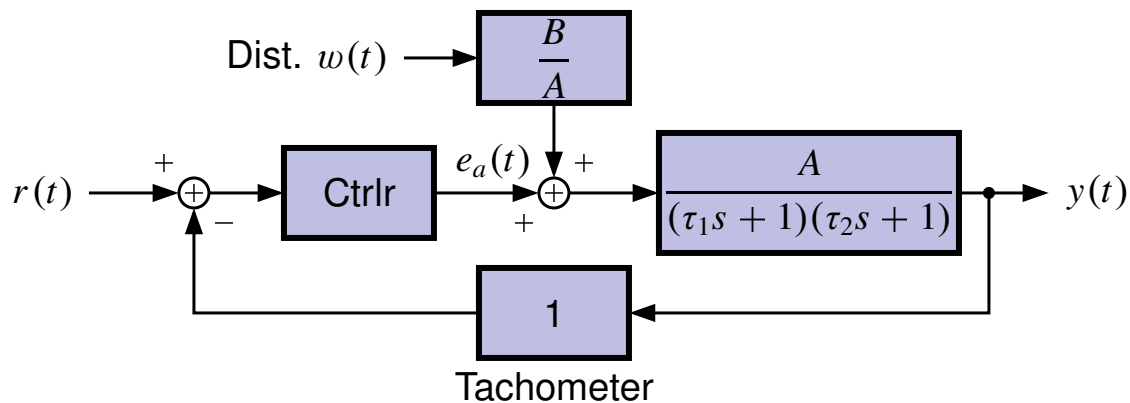 Dist. w(t)
B
A
+
+
r(t)
+
Ctrlr
e_a(t)
+
A
(τ₁s + 1)(τ₂s + 1)
y(t)
−
+
1
Tachometer